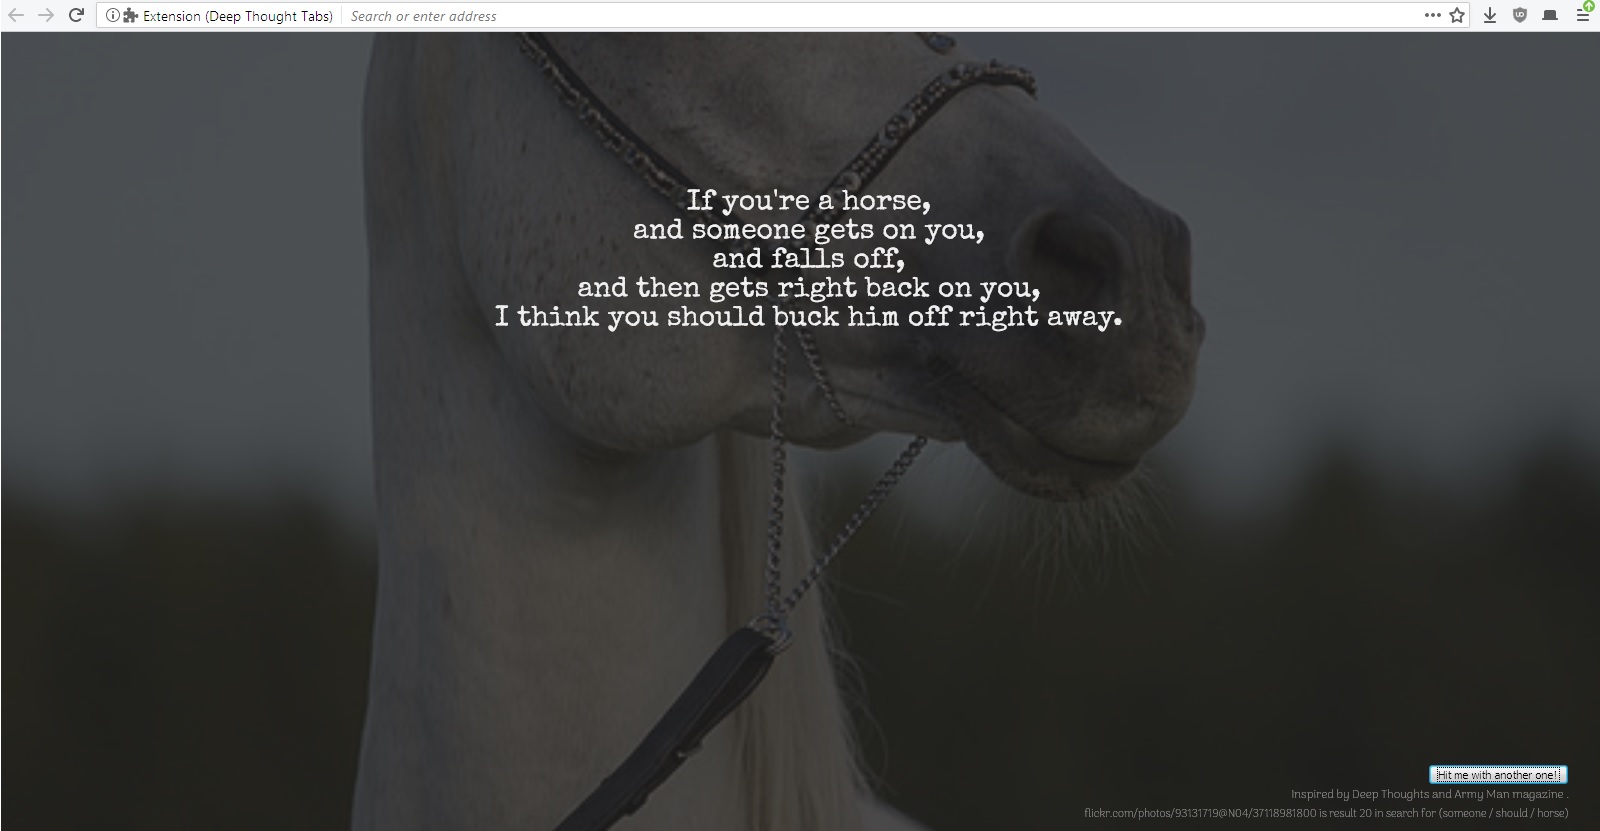 Extension (Deep Thought Tabs) Search or enter address
If you're a horse,
and someone gets on you,
and falls off,
and then gets right back on you,
I think you should buck him off right away.
Hit me with another one!
Inspired by Deep Thoughts and Army Man magazine .
flickr.com/photos/93131719@N04/37118981800 is result 20 in search for (someone / should / horse)